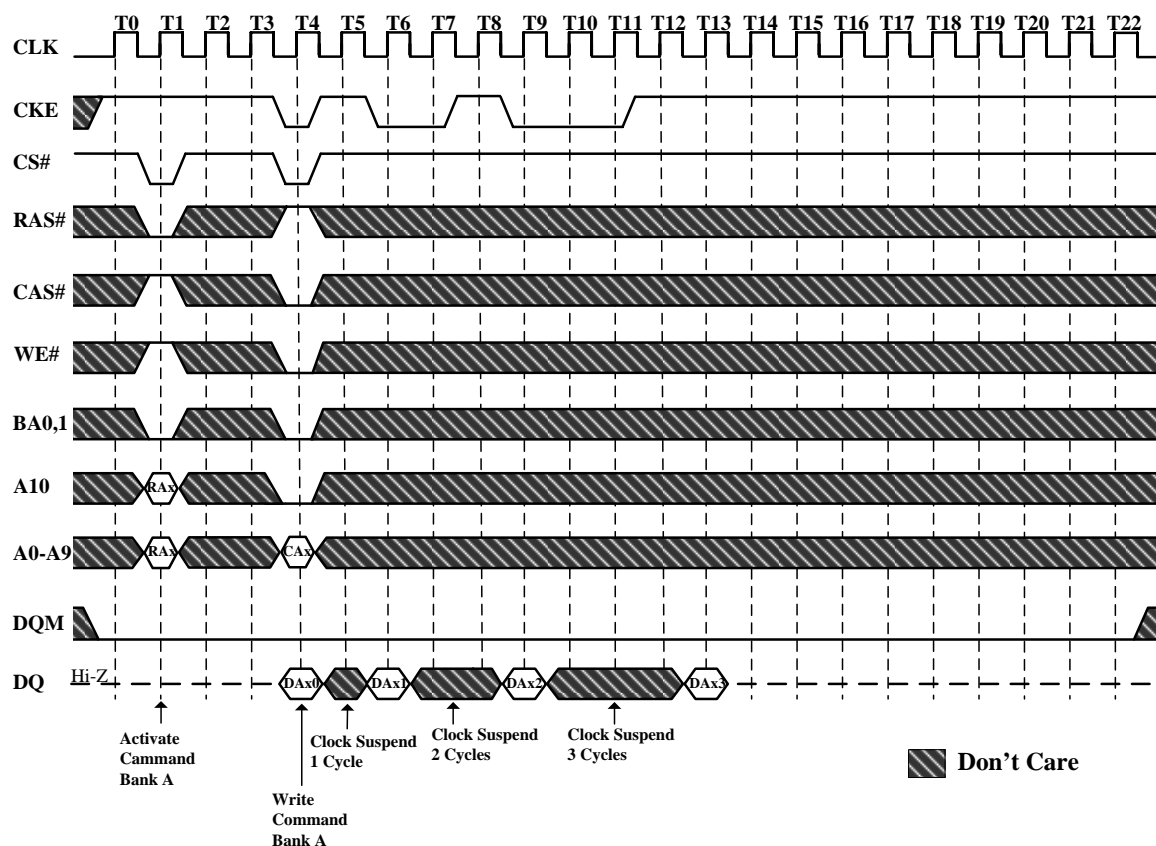 T0 T1 T2 T3 T4 T5 T6 T7 T8 T9 T10 T11 T12 T13 T14 T15 T16 T17 T18 T19 T20 T21 T22
CLK
CKE
CS#
RAS#
CAS#
WE#
BA0,1
A10 RAx
A0-A9 RAx CAx
DQM
DQ Hi-Z DAx0 DAx1 DAx2 DAx3
Activate
Cammand
Bank A
Write
Command
Bank A
Clock Suspend
1 Cycle
Clock Suspend
2 Cycles
Clock Suspend
3 Cycles
Don't Care